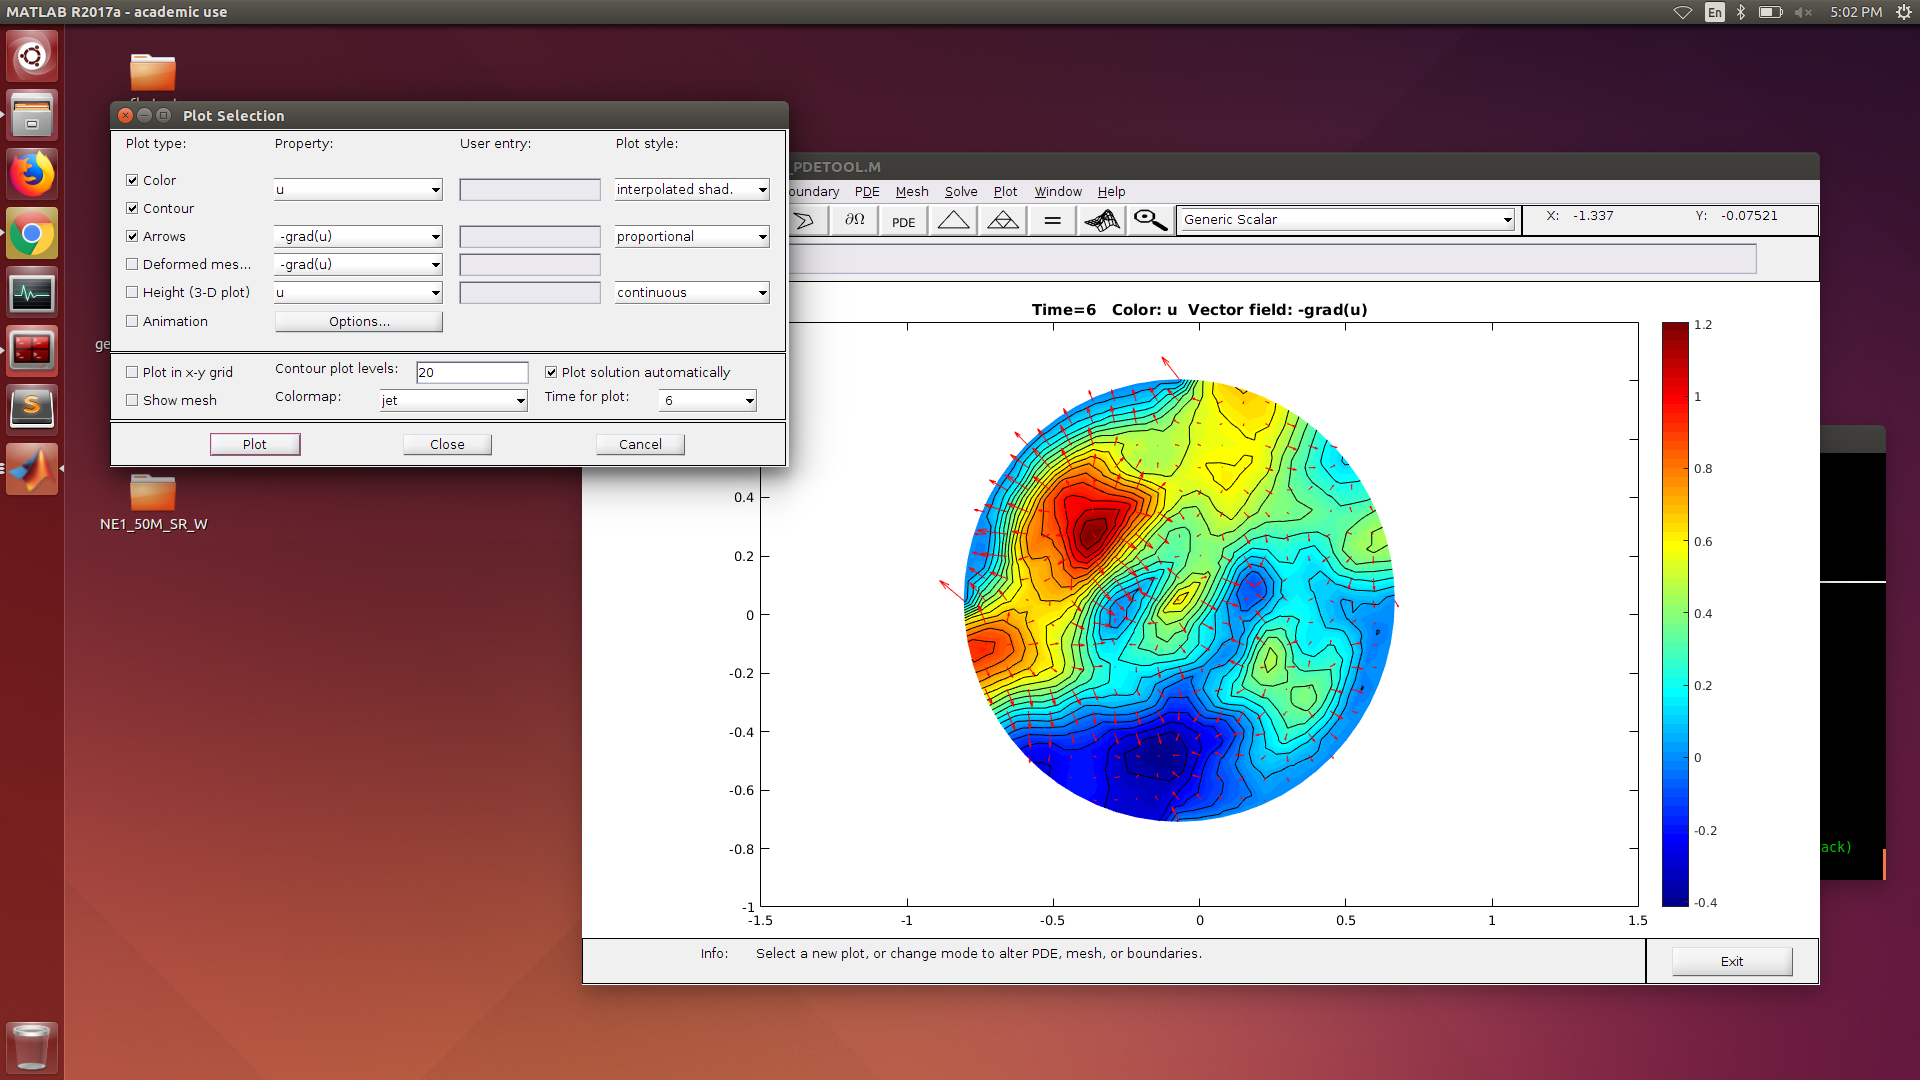 MATLAB R2017a - academic use
En
5:02 PM
Plot Selection
Plot type:
Property:
User entry:
Plot style:
Color
u
interpolated shad.
Contour
Arrows
-grad(u)
proportional
Deformed mes...
-grad(u)
Height (3-D plot)
u
continuous
Animation
Options...
Plot in x-y grid
Contour plot levels:
20
Plot solution automatically
Show mesh
Colormap:
jet
Time for plot:
6
Plot
Close
Cancel
ge
NE1_50M_SR_W
_PDETOOL.M
oundary
PDE
Mesh
Solve
Plot
Window
Help
∂Ω
PDE
=
Generic Scalar
X: -1.337
Y: -0.07521
Time=6 Color: u Vector field: -grad(u)
0.4
0.2
0
-0.2
-0.4
-0.6
-0.8
-1
-1.5
-1
-0.5
0
0.5
1
1.5
1.2
1
0.8
0.6
0.4
0.2
0
-0.2
-0.4
Info:
Select a new plot, or change mode to alter PDE, mesh, or boundaries.
Exit
ack)